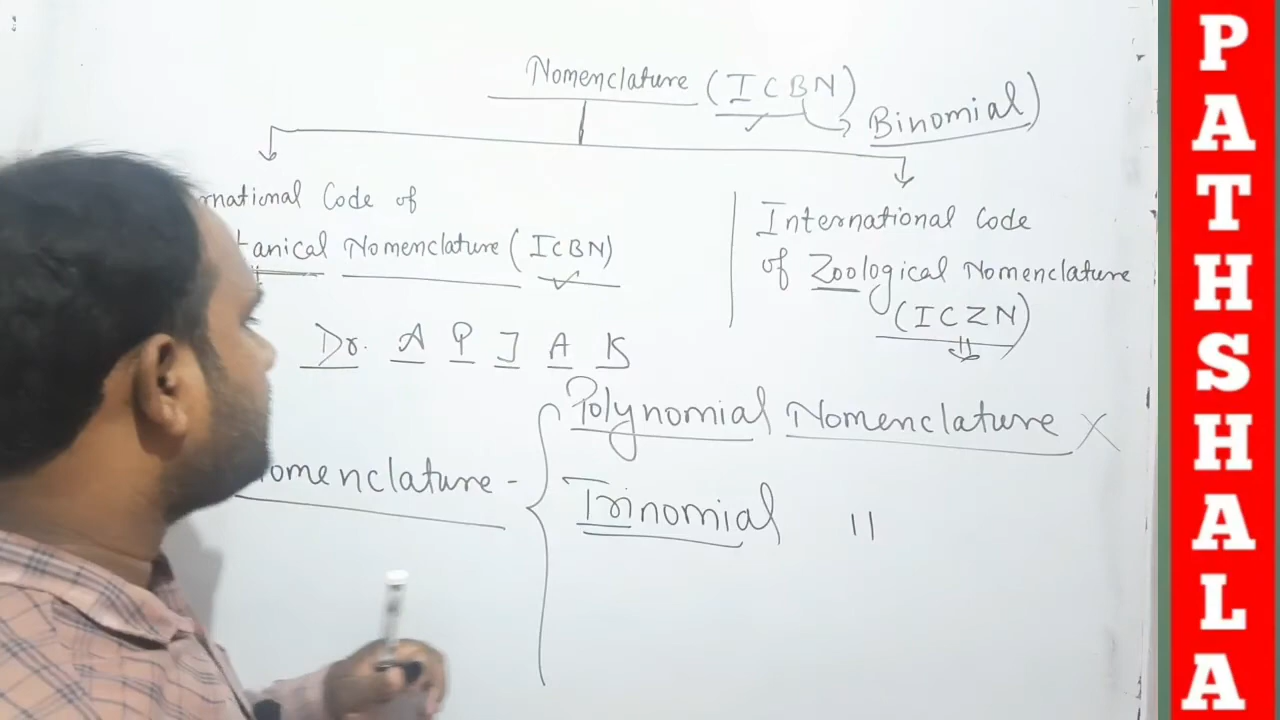 Nomenclature (ICBN)
Binomial)
rnational Code of
tanical Nomenclature (ICBN)
International Code
of Zoological Nomenclature
(ICZN)
Dr. A P J A K
Polynomial Nomenclature X
omenclature -
Trinomial "
PATHSHALA